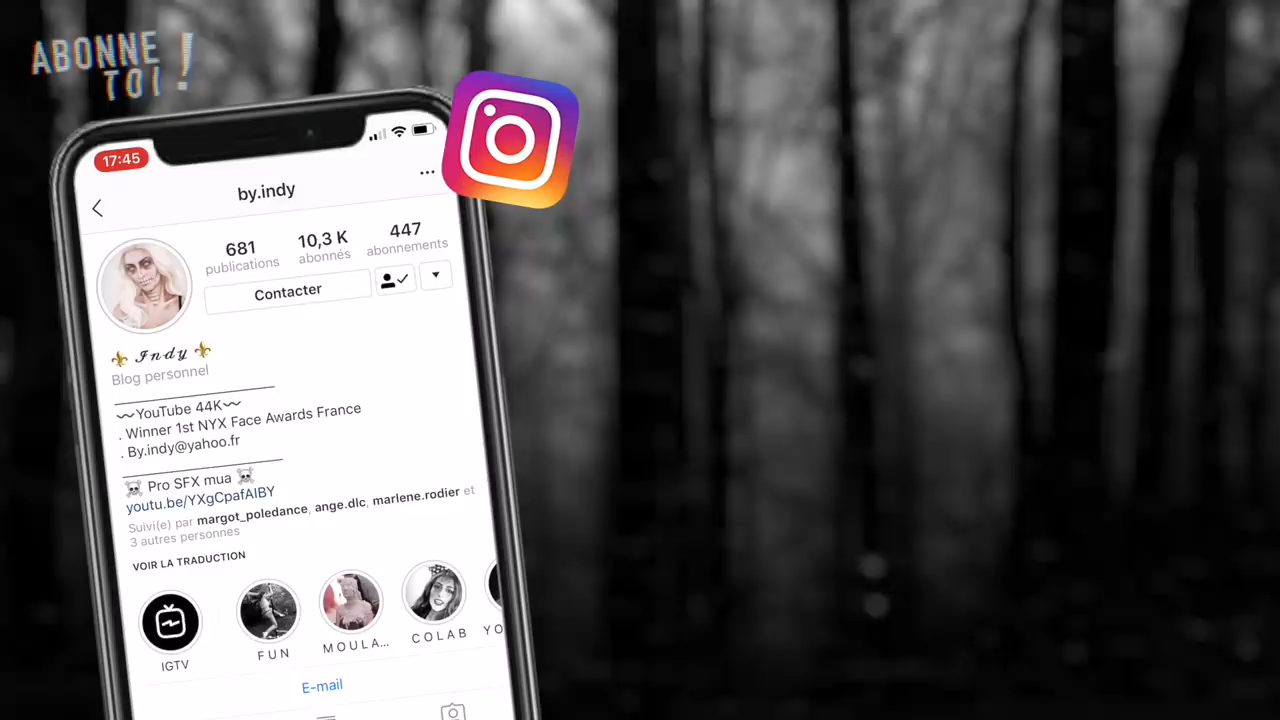 ABONNE
TOI !
17:45
by.indy
681 10,3 K 447
publications abonnés abonnements
Contacter
⚜ 𝓘𝓷𝓭𝔂 ⚜
Blog personnel
〰YouTube 44K〰
. Winner 1st NYX Face Awards France
. By.indy@yahoo.fr
☠ Pro SFX mua ☠
youtu.be/YXgCpafAIBY
Suivi(e) par margot_poledance, ange.dlc, marlene.rodier et
3 autres personnes
VOIR LA TRADUCTION
IGTV FUN MOULA... COLAB YO
E-mail